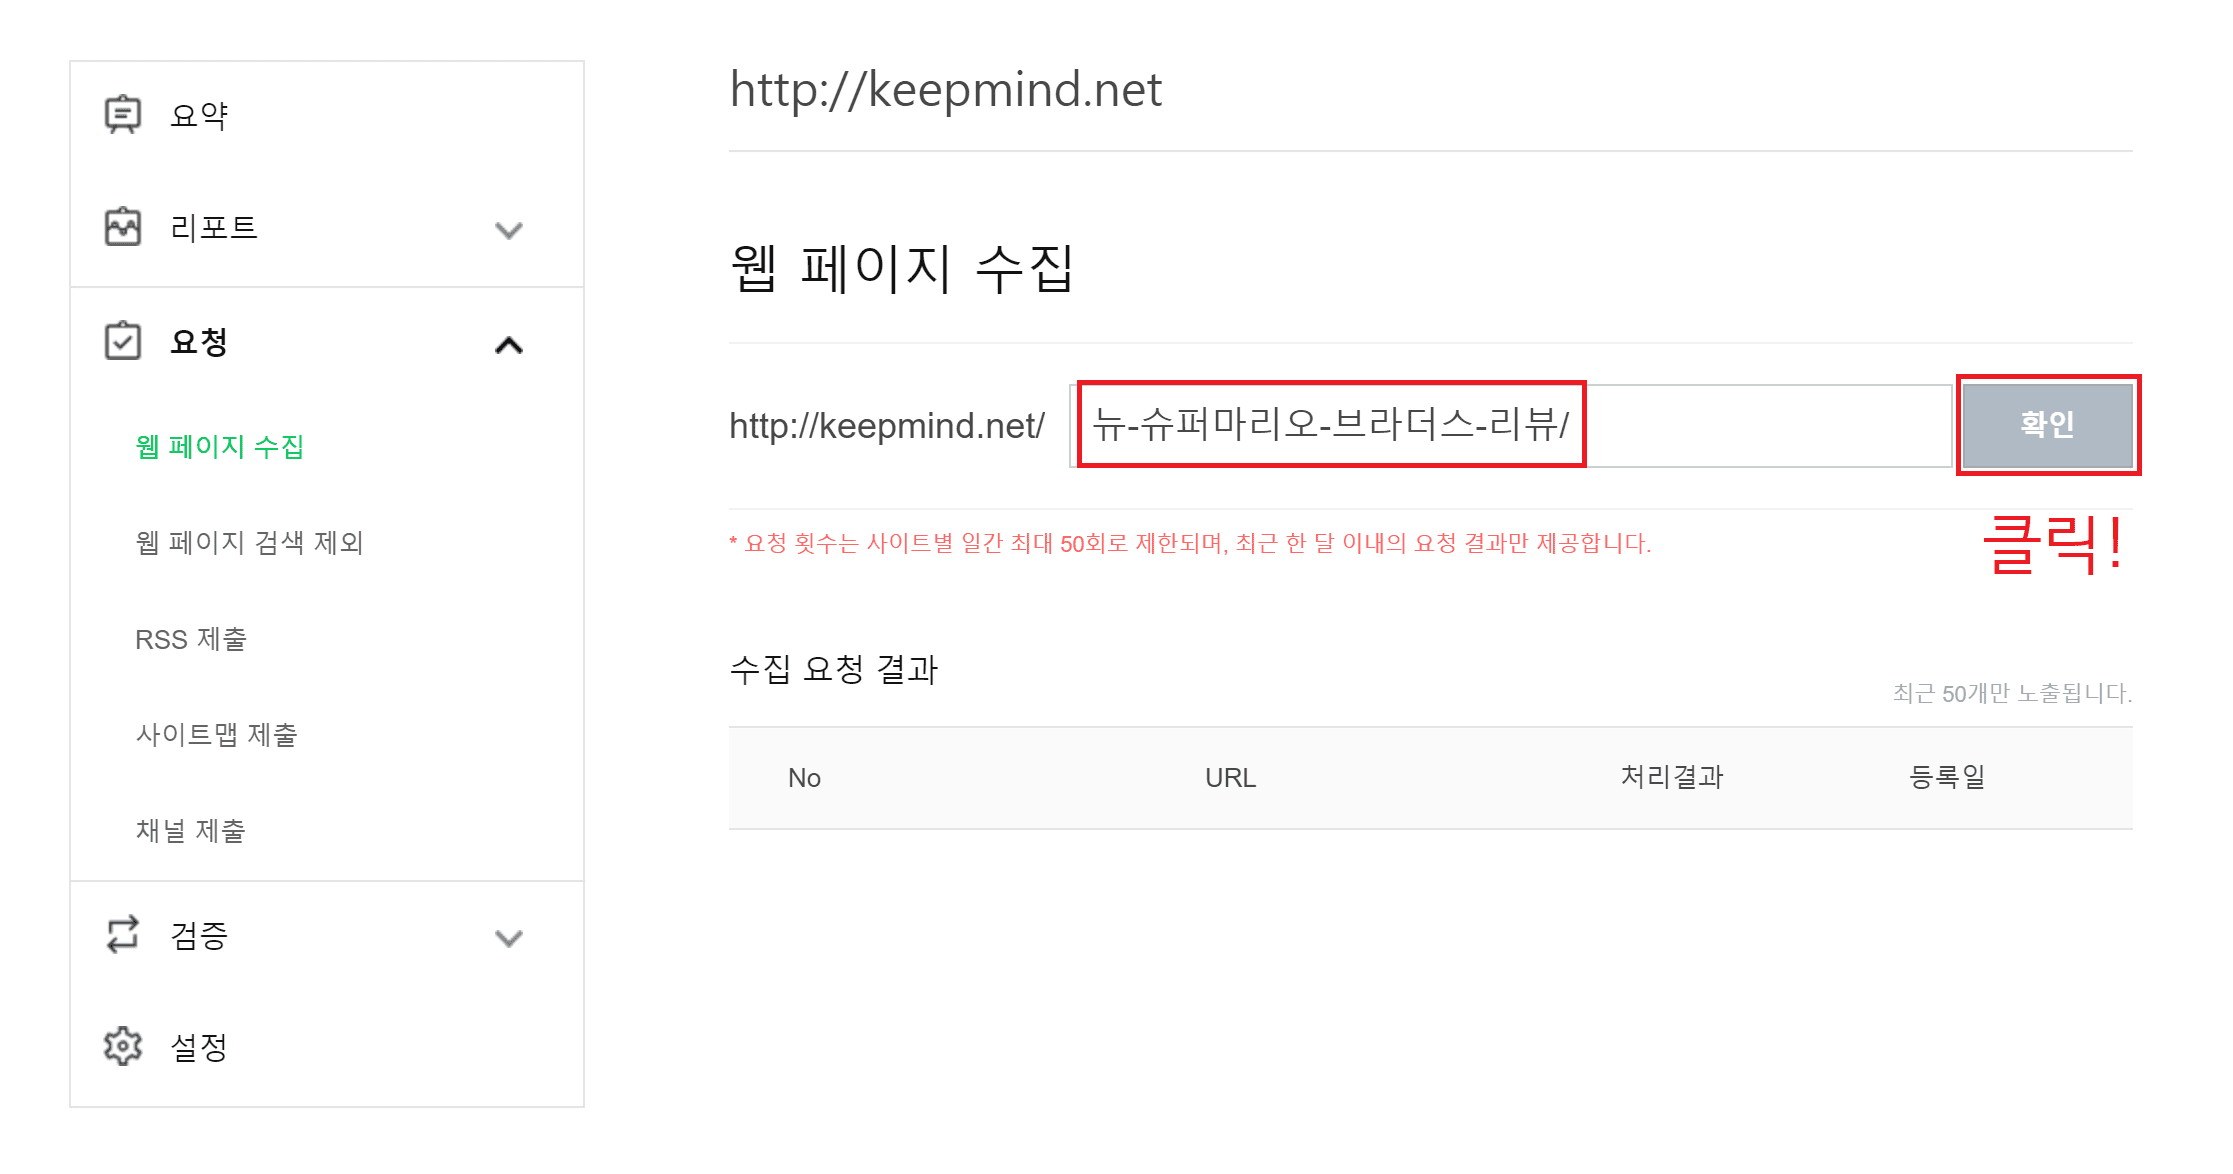 요약
리포트
요청
웹 페이지 수집
웹 페이지 검색 제외
RSS 제출
사이트맵 제출
채널 제출
검증
설정
http://keepmind.net
웹 페이지 수집
http://keepmind.net/ 뉴-슈퍼마리오-브라더스-리뷰/ 확인
* 요청 횟수는 사이트별 일간 최대 50회로 제한되며, 최근 한 달 이내의 요청 결과만 제공합니다.
클릭!
수집 요청 결과
최근 50개만 노출됩니다.
No URL 처리결과 등록일